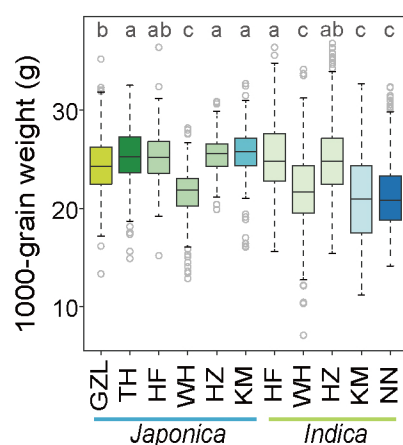 b a ab c a a a c ab c c
1000-grain weight (g)
30
20
10
GZL TH HF WH HZ KM HF WH HZ KM NN
Japonica Indica